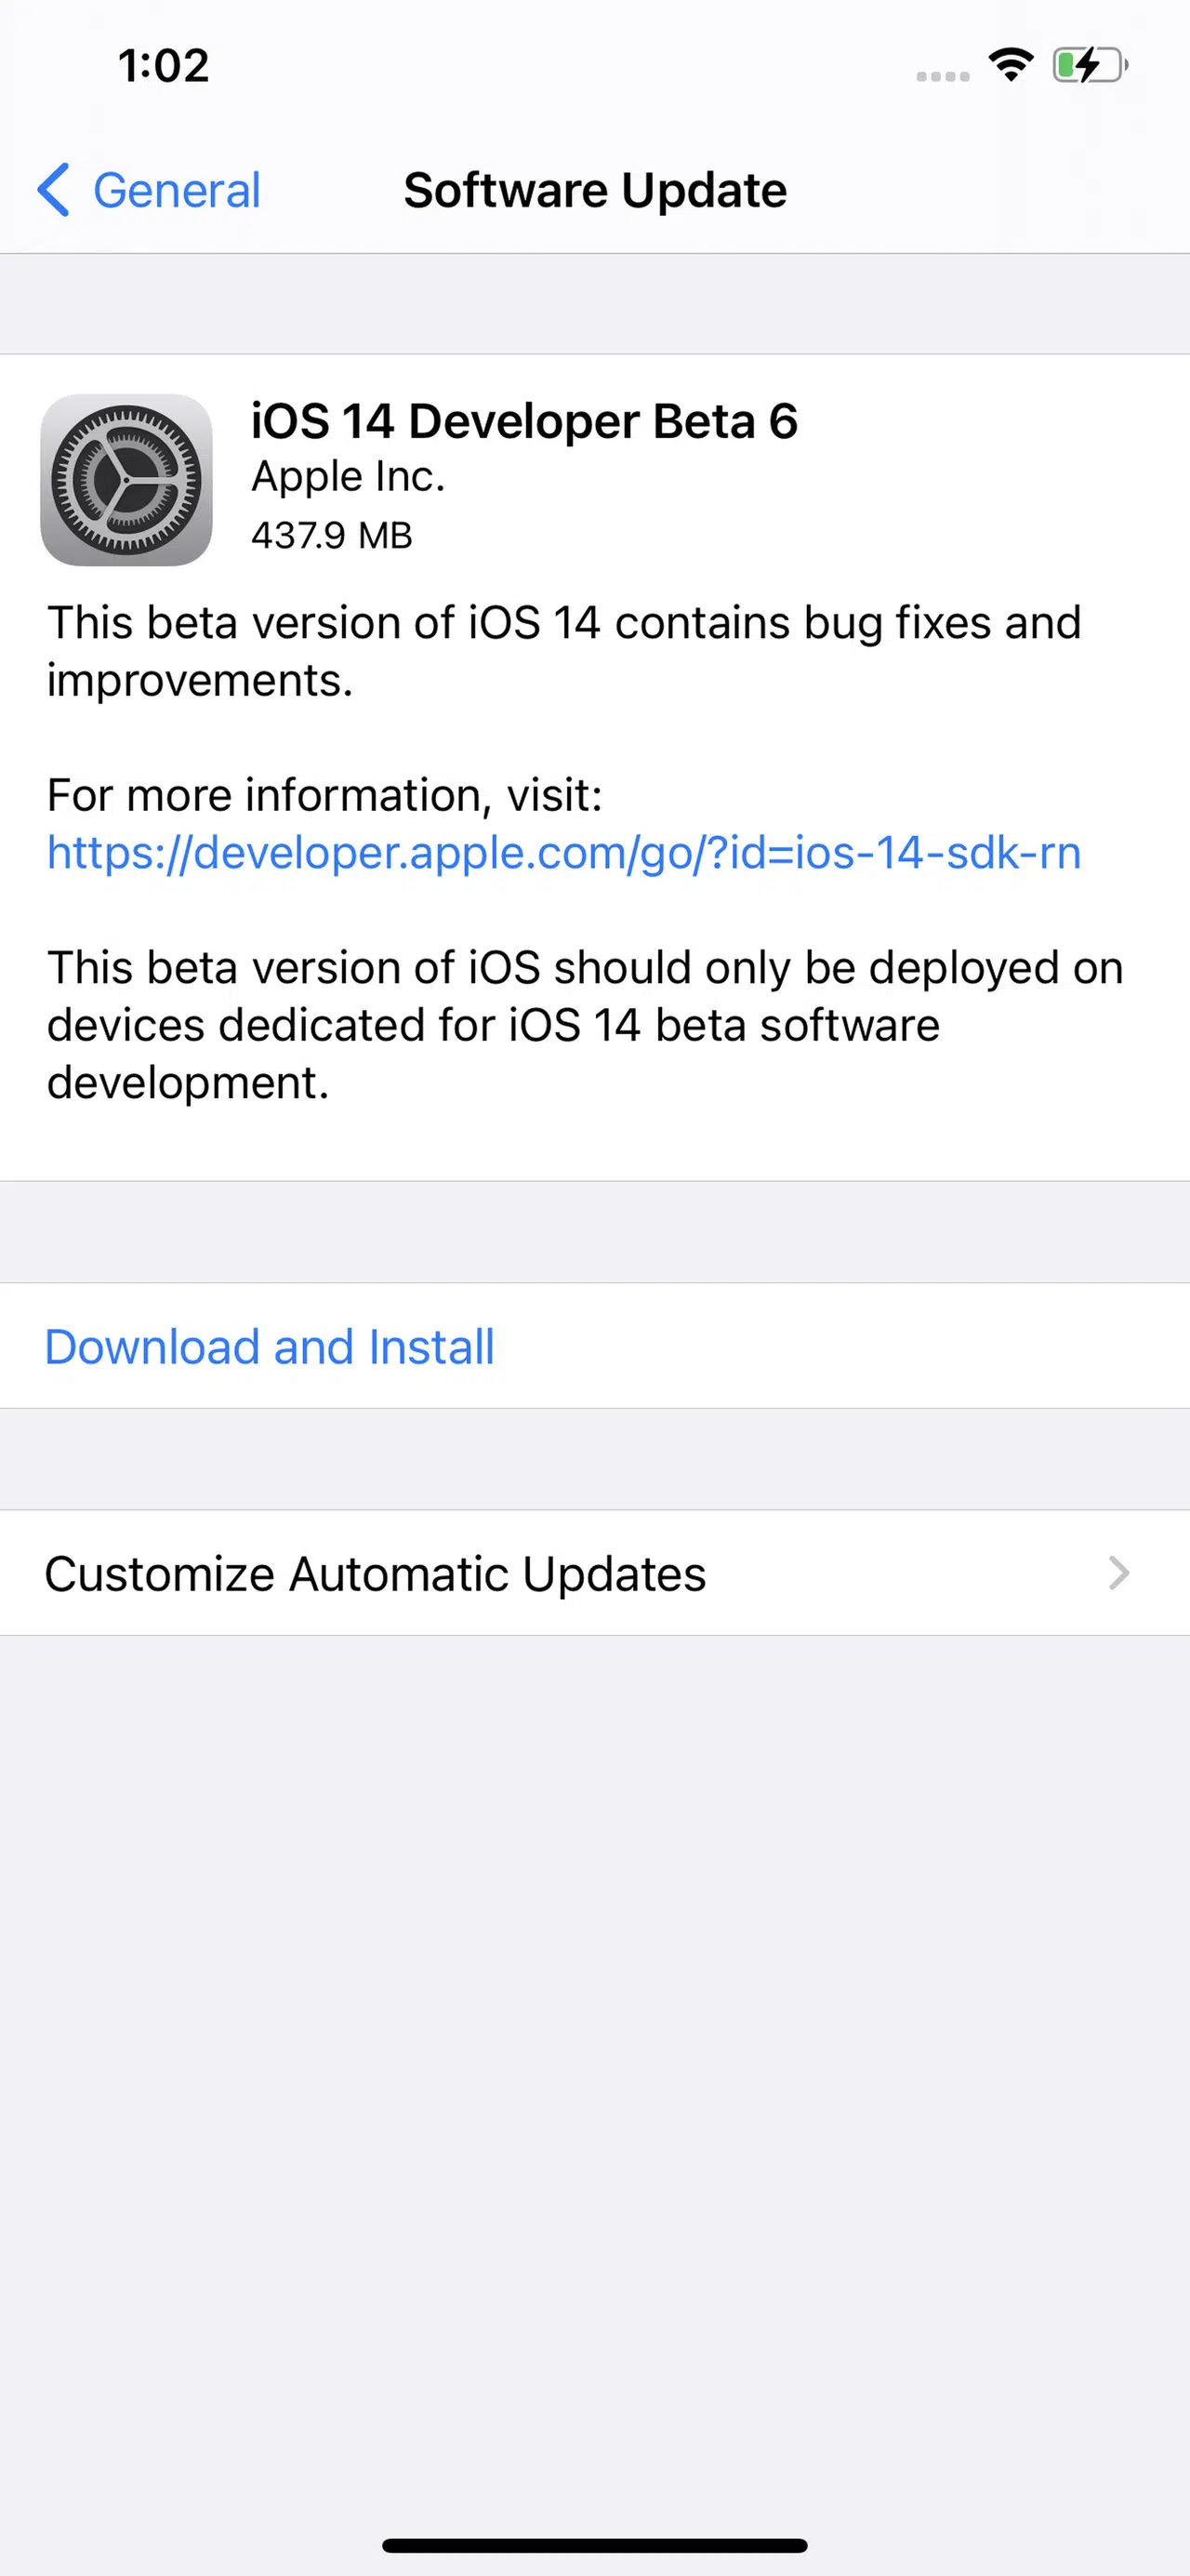 1:02
General
Software Update
iOS 14 Developer Beta 6
Apple Inc.
437.9 MB
This beta version of iOS 14 contains bug fixes and
improvements.
For more information, visit:
https://developer.apple.com/go/?id=ios-14-sdk-rn
This beta version of iOS should only be deployed on
devices dedicated for iOS 14 beta software
development.
Download and Install
Customize Automatic Updates